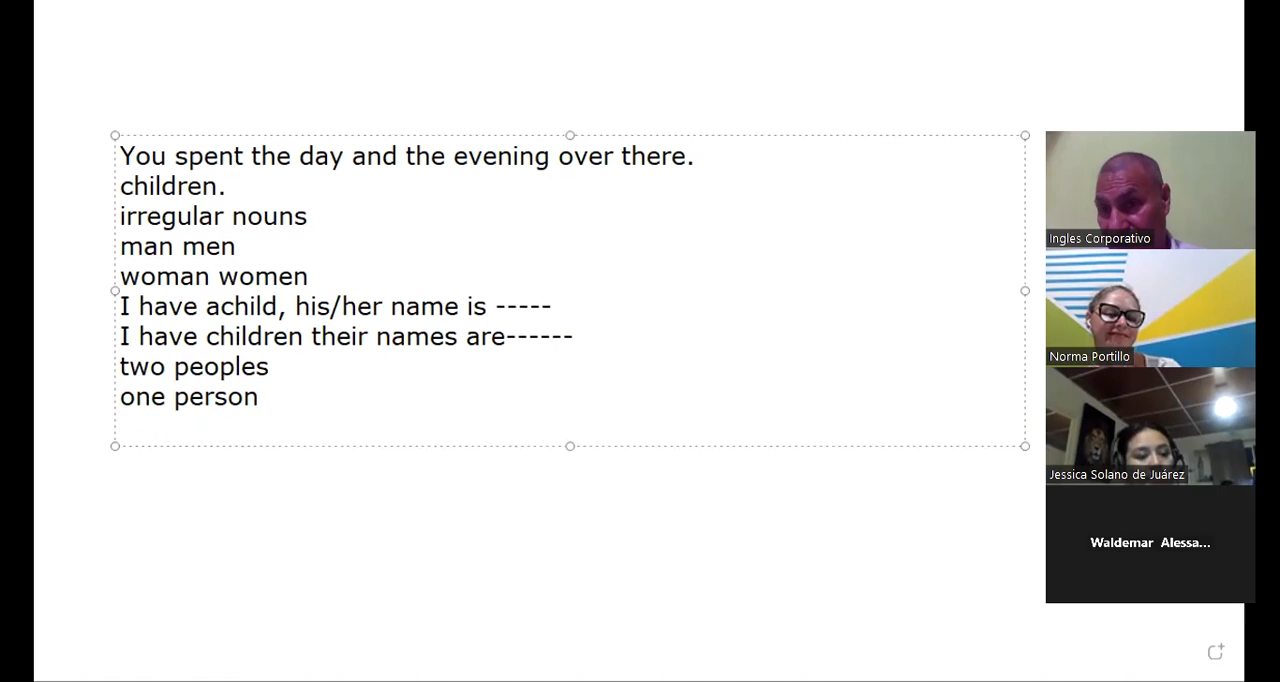 You spent the day and the evening over there.
children.
irregular nouns
man men
woman women
I have achild, his/her name is -----
I have children their names are------
two peoples
one person
Ingles Corporativo
Norma Portillo
Jessica Solano de Juárez
Waldemar Alessa...